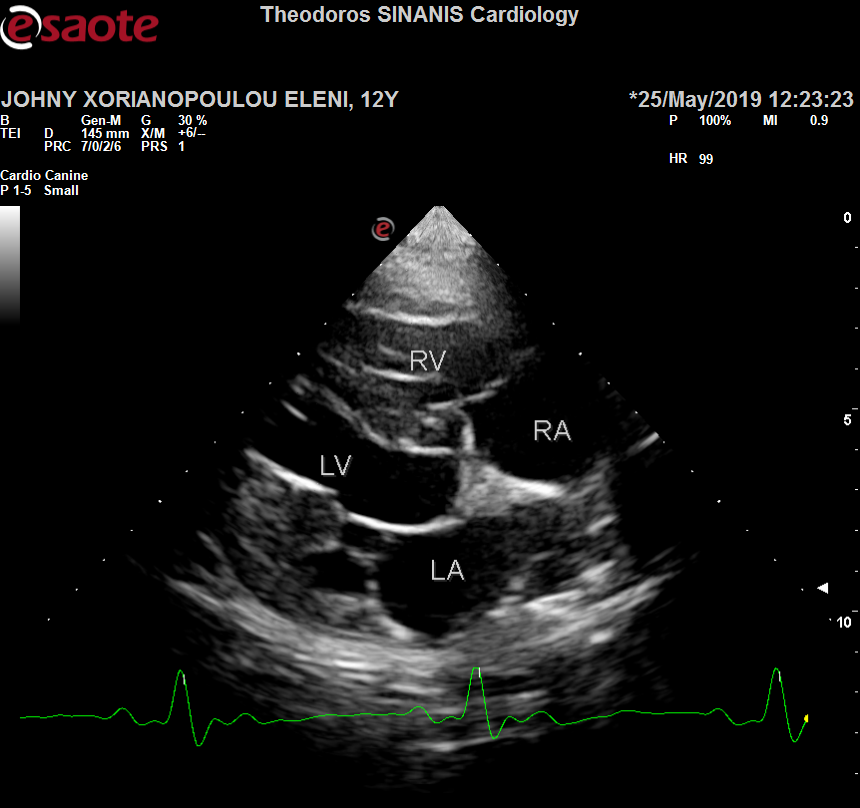 esaote
Theodoros SINANIS Cardiology
JOHNY XORIANOPOULOU ELENI, 12Y *25/May/2019 12:23:23
B Gen-M G 30 % P 100% MI 0.9
TEI D 145 mm X/M +6/--
PRC 7/0/2/6 PRS 1
HR 99
Cardio Canine
P 1-5 Small
e
0
RV
5
RA
LV
LA
10